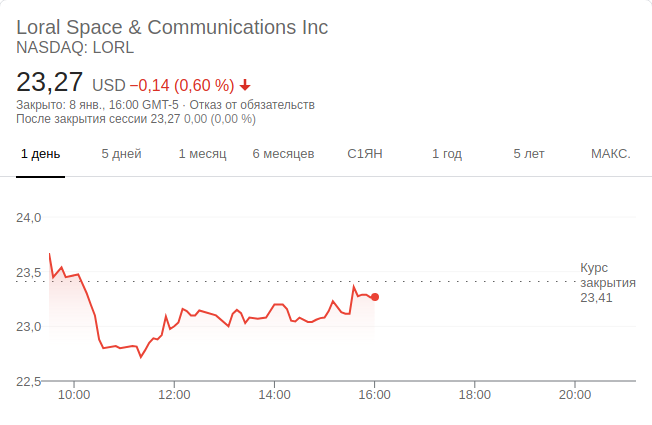 Loral Space & Communications Inc
NASDAQ: LORL
23,27 USD −0,14 (0,60 %)
Закрыто: 8 янв., 16:00 GMT-5 · Отказ от обязательств
После закрытия сессии 23,27 0,00 (0,00 %)
1 день 5 дней 1 месяц 6 месяцев С1ЯН 1 год 5 лет МАКС.
24,0
23,5
Курс
закрытия
23,41
23,0
22,5
10:00 12:00 14:00 16:00 18:00 20:00